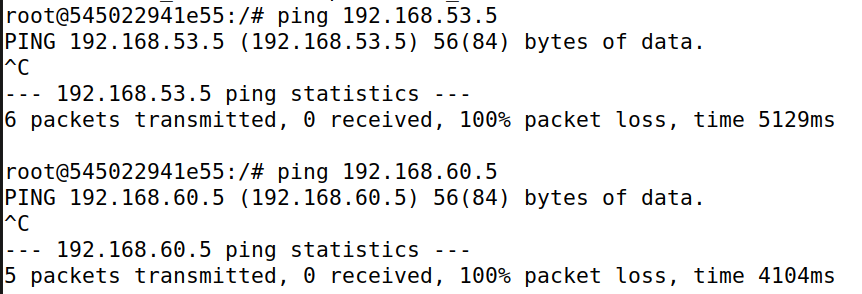 root@545022941e55:/# ping 192.168.53.5
PING 192.168.53.5 (192.168.53.5) 56(84) bytes of data.
^C
--- 192.168.53.5 ping statistics ---
6 packets transmitted, 0 received, 100% packet loss, time 5129ms
root@545022941e55:/# ping 192.168.60.5
PING 192.168.60.5 (192.168.60.5) 56(84) bytes of data.
^C
--- 192.168.60.5 ping statistics ---
5 packets transmitted, 0 received, 100% packet loss, time 4104ms